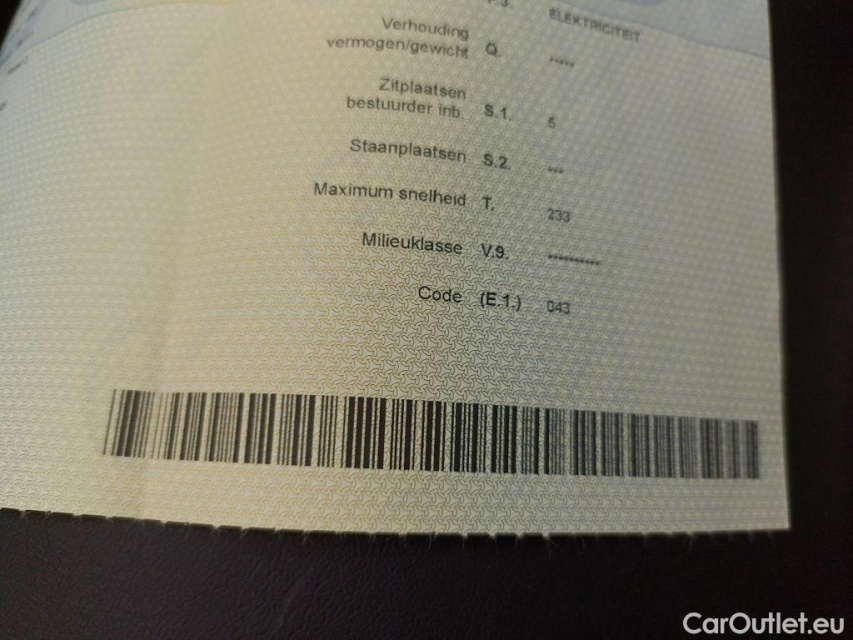 P.3. ELEKTRICITEIT
Verhouding
vermogen/gewicht Q. *****
Zitplaatsen
bestuurder inb. S.1. 5
Staanplaatsen S.2. ***
Maximum snelheid T. 233
Milieuklasse V.9. **********
Code (E.1.) 043
CarOutlet.eu